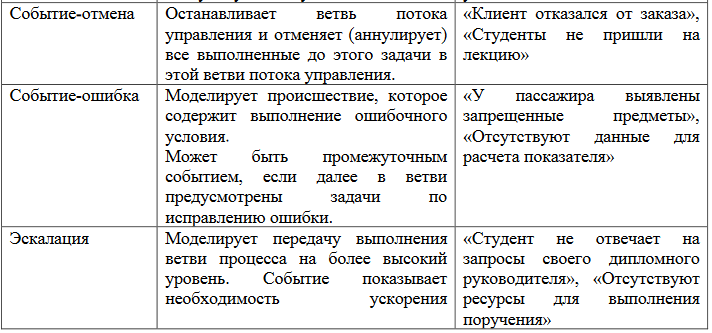 Событие-отмена
Останавливает ветвь потока
управления и отменяет (аннулирует)
все выполненные до этого задачи в
этой ветви потока управления.
«Клиент отказался от заказа»,
«Студенты не пришли на
лекцию»
Событие-ошибка
Моделирует происшествие, которое
содержит выполнение ошибочного
условия.
Может быть промежуточным
событием, если далее в ветви
предусмотрены задачи по
исправлению ошибки.
«У пассажира выявлены
запрещенные предметы»,
«Отсутствуют данные для
расчета показателя»
Эскалация
Моделирует передачу выполнения
ветви процесса на более высокий
уровень. Событие показывает
необходимость ускорения
«Студент не отвечает на
запросы своего дипломного
руководителя», «Отсутствуют
ресурсы для выполнения
поручения»